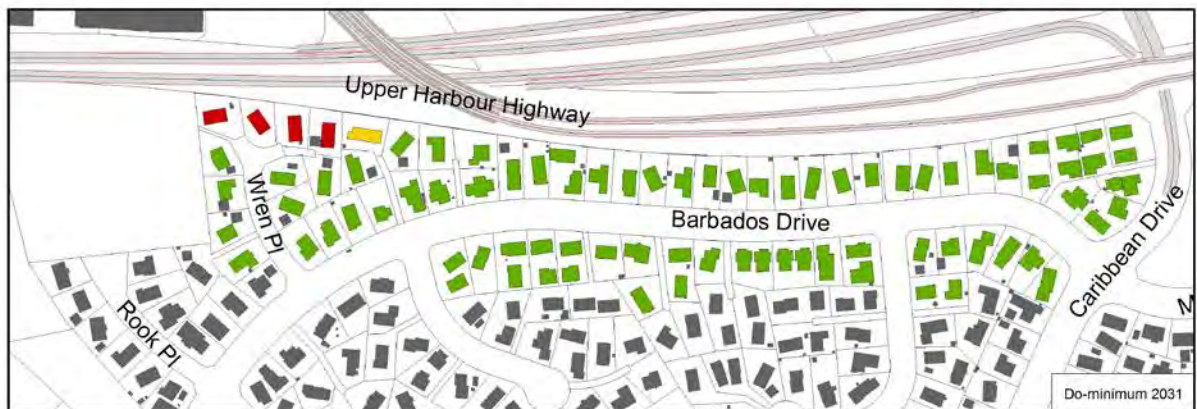 Upper Harbour Highway
Wren Pl
Barbados Drive
Caribbean Drive
Rook Pl
M
Do-minimum 2031